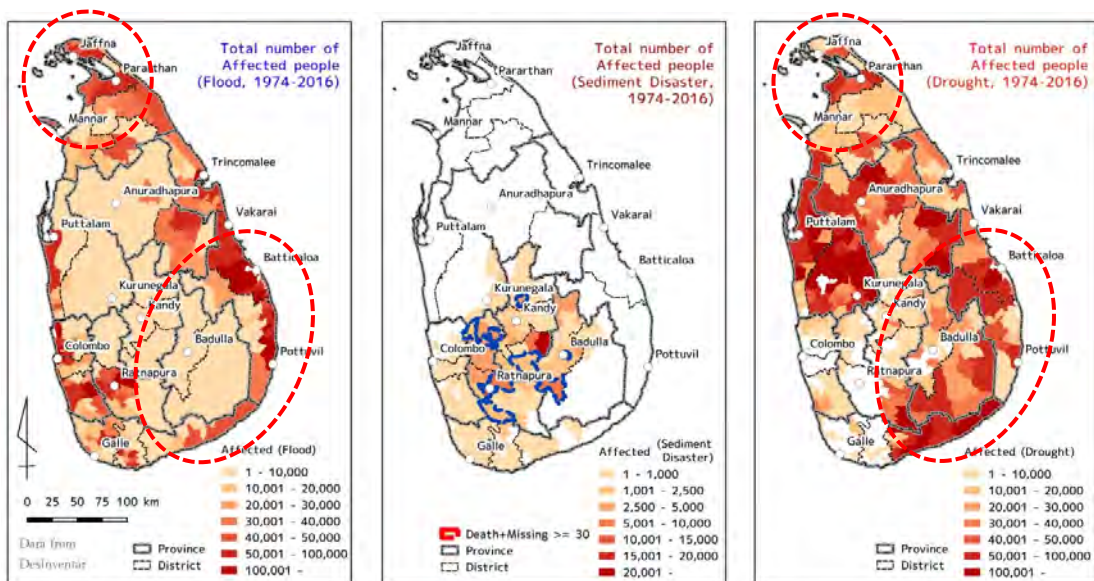 Total number of
Affected people
(Flood, 1974-2016)
Jaffna
Pararthan
Mannar
Trincomalee
Anuradhapura
Vakarai
Puttalam
Batticaloa
Kurunegala
Kandy
Badulla
Colombo
Pottuvil
Ratnapura
Galle
Affected (Flood)
1 - 10,000
10,001 - 20,000
20,001 - 30,000
30,001 - 40,000
40,001 - 50,000
50,001 - 100,000
100,001 -
0 25 50 75 100 km
Data from
DesInventar
Province
District
Total number of
Affected people
(Sediment Disaster,
1974-2016)
Jaffna
Pararthan
Mannar
Trincomalee
Anuradhapura
Vakarai
Puttalam
Batticaloa
Kurunegala
Kandy
Badulla
Colombo
Pottuvil
Ratnapura
Galle
Affected (Sediment
Disaster)
1 - 1,000
1,001 - 2,500
2,500 - 5,000
5,001 - 10,000
10,001 - 15,000
15,001 - 20,000
20,001 -
Death+Missing >= 30
Province
District
Total number of
Affected people
(Drought, 1974-2016)
Jaffna
Pararthan
Mannar
Trincomalee
Anuradhapura
Vakarai
Puttalam
Batticaloa
Kurunegala
Kandy
Badulla
Colombo
Pottuvil
Ratnapura
Galle
Affected (Drought)
1 - 10,000
10,001 - 20,000
20,001 - 30,000
30,001 - 40,000
40,001 - 50,000
50,001 - 100,000
100,001 -
Province
District